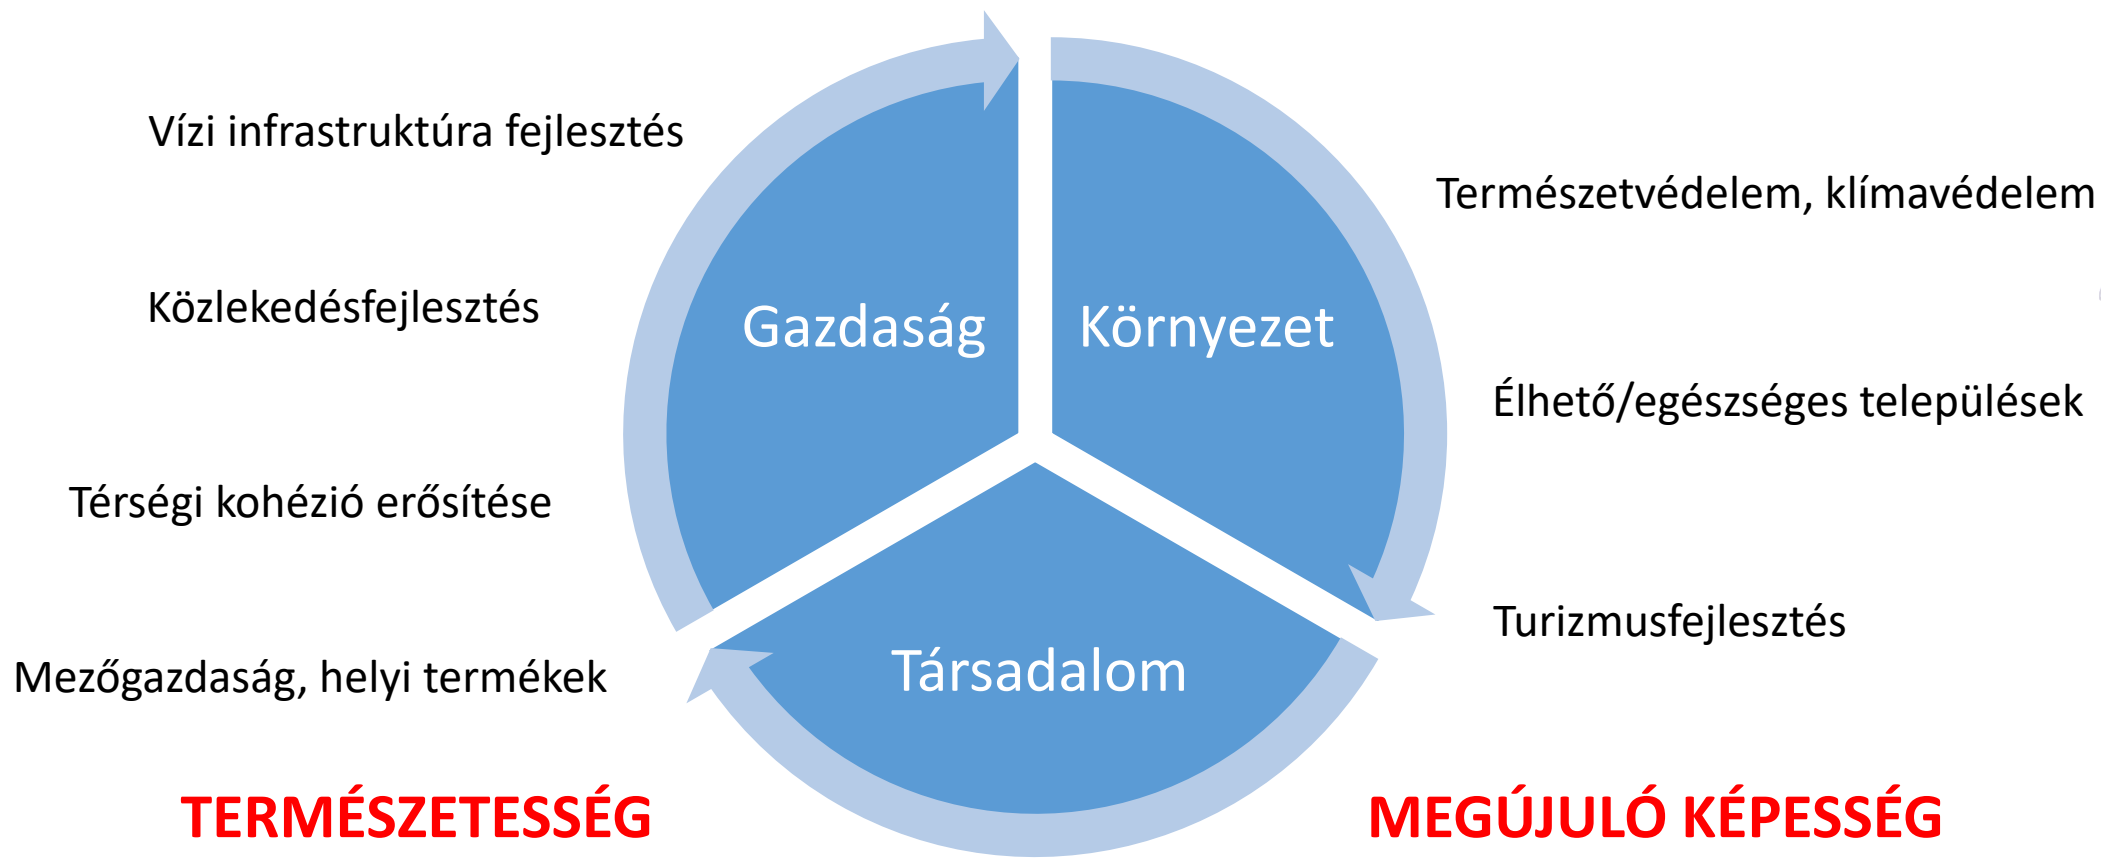 Vízi infrastruktúra fejlesztés
Közlekedésfejlesztés
Térségi kohézió erősítése
Mezőgazdaság, helyi termékek
TERMÉSZETESSÉG
Gazdaság
Környezet
Társadalom
Természetvédelem, klímavédelem
Élhető/egészséges települések
Turizmusfejlesztés
MEGÚJULÓ KÉPESSÉG